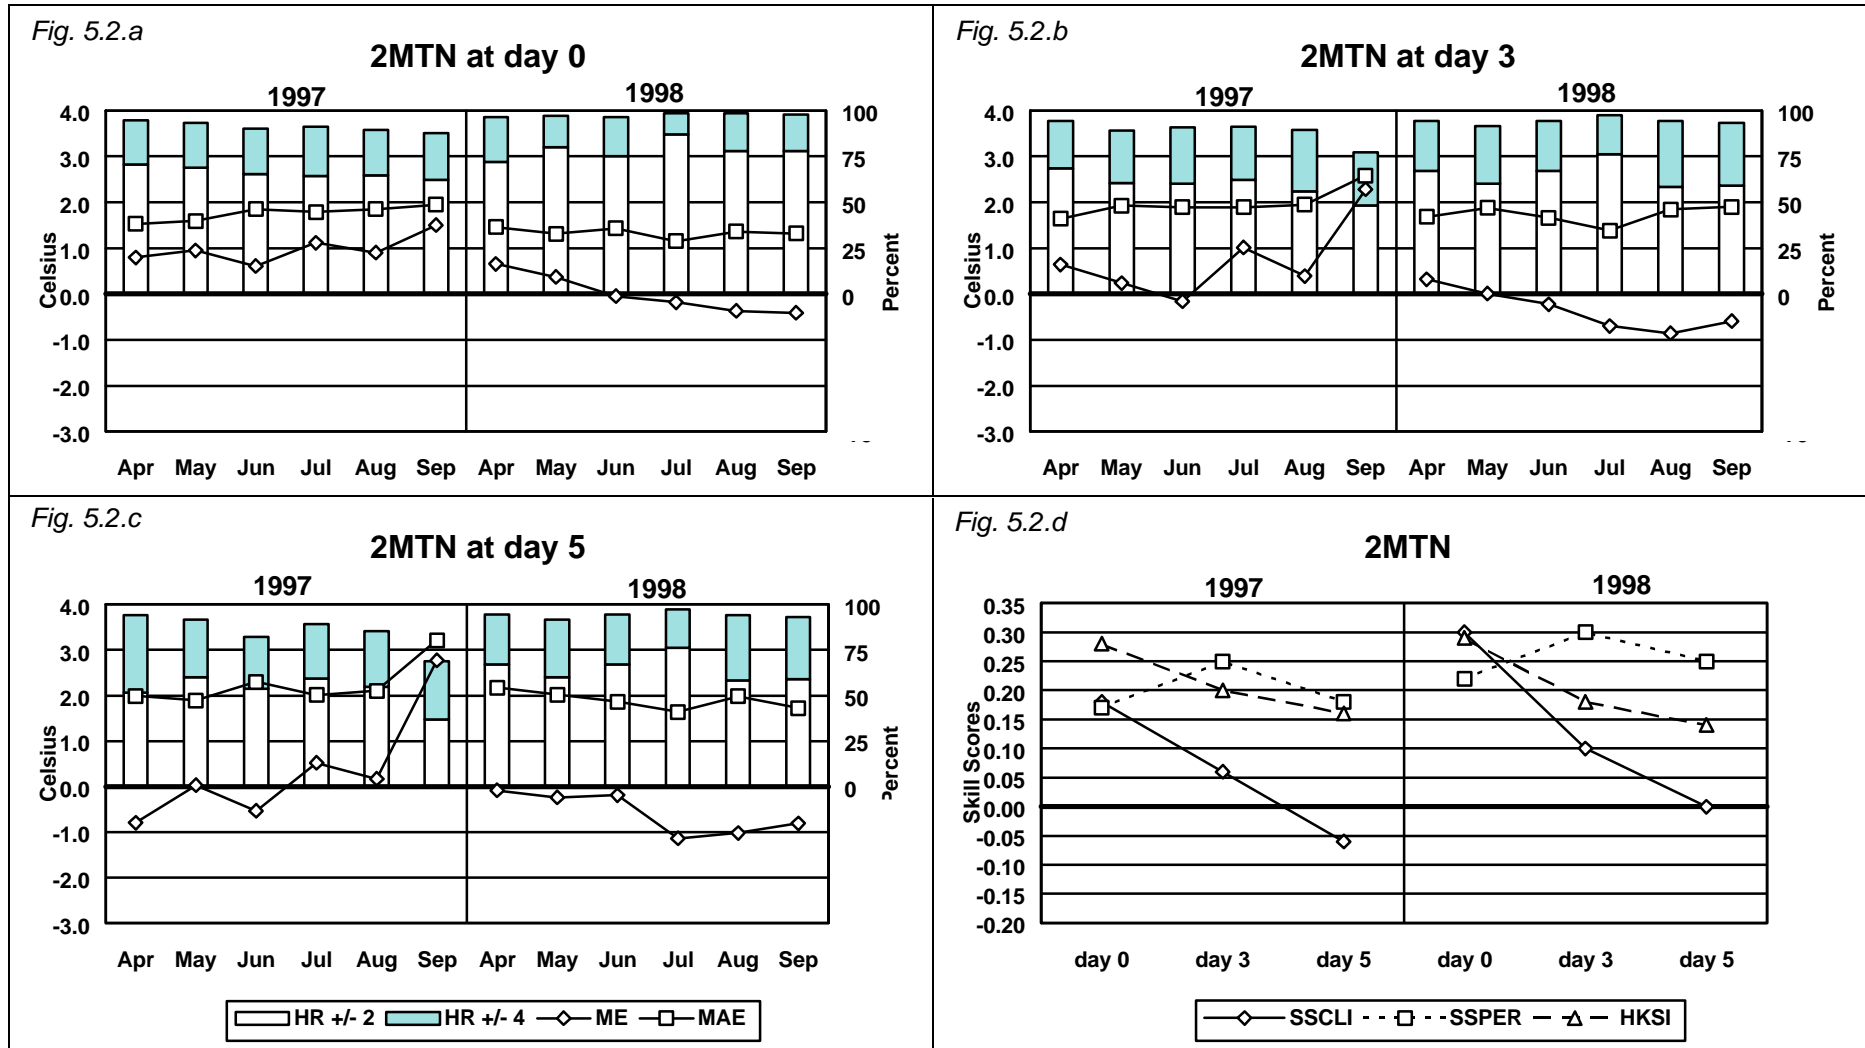 Fig. 5.2.a
2MTN at day 0
1997 1998
4.0 100
3.0 75
2.0 50
1.0 25
0.0 0
-1.0
-2.0
-3.0
Celsius
Percent
Apr May Jun Jul Aug Sep Apr May Jun Jul Aug Sep
Fig. 5.2.b
2MTN at day 3
1997 1998
4.0 100
3.0 75
2.0 50
1.0 25
0.0 0
-1.0
-2.0
-3.0
Celsius
Percent
Apr May Jun Jul Aug Sep Apr May Jun Jul Aug Sep
Fig. 5.2.c
2MTN at day 5
1997 1998
4.0 100
3.0 75
2.0 50
1.0 25
0.0 0
-1.0
-2.0
-3.0
Celsius
Percent
Apr May Jun Jul Aug Sep Apr May Jun Jul Aug Sep
HR +/- 2 HR +/- 4 ME MAE
Fig. 5.2.d
2MTN
1997 1998
0.35
0.30
0.25
0.20
0.15
0.10
0.05
0.00
-0.05
-0.10
-0.15
-0.20
Skill Scores
day 0 day 3 day 5 day 0 day 3 day 5
SSCLI SSPER HKSI